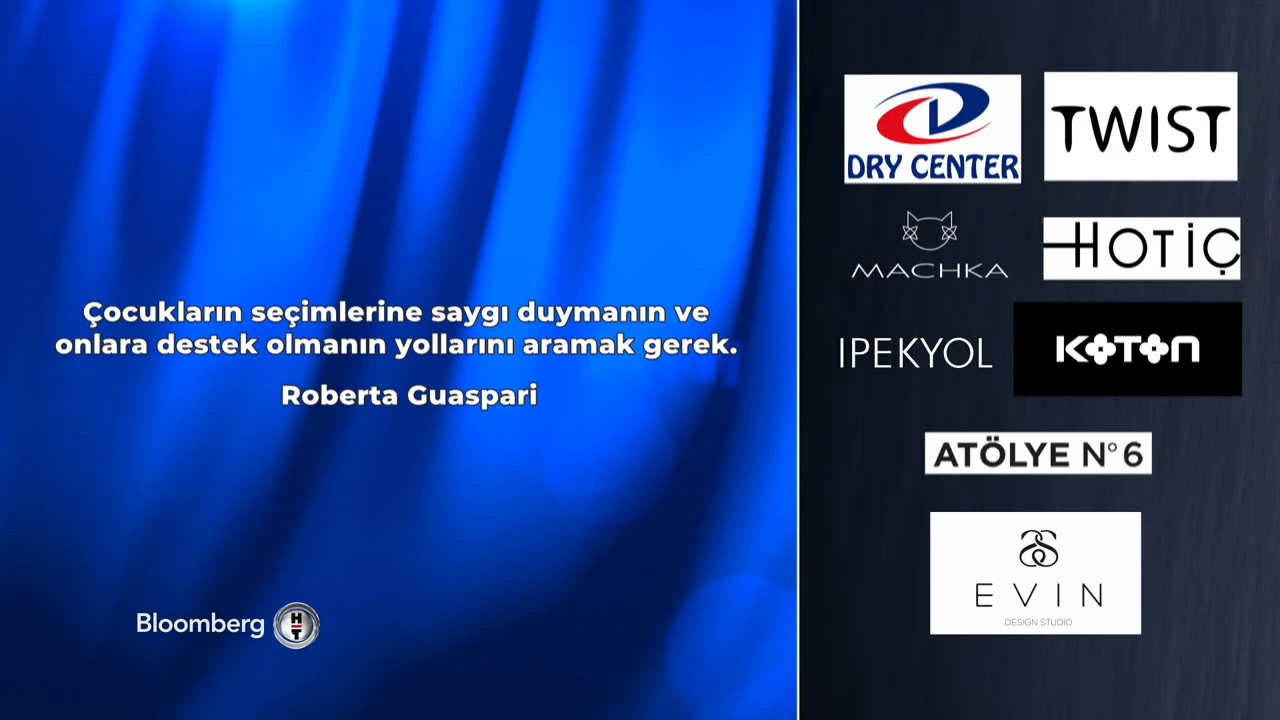 Çocukların seçimlerine saygı duymanın ve
onlara destek olmanın yollarını aramak gerek.
Roberta Guaspari
Bloomberg HT
DRY CENTER
TWIST
MACHKA
HOTİÇ
IPEKYOL
KOTON
ATÖLYE N° 6
EVIN
DESIGN STUDIO